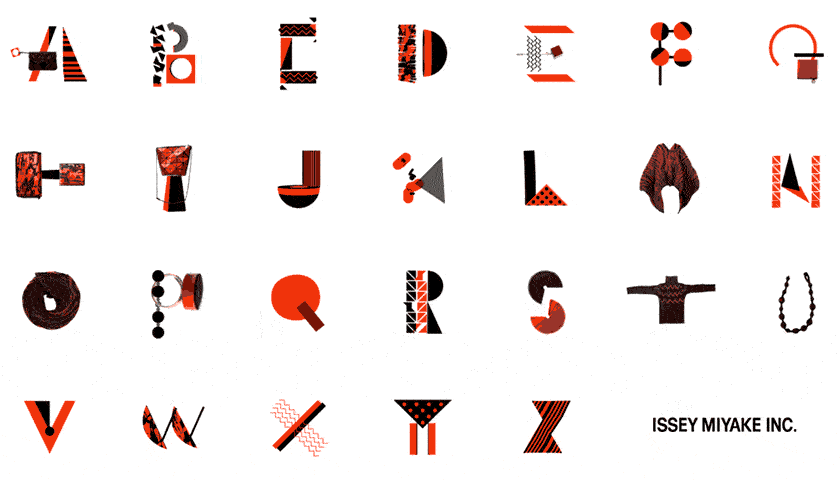 A B C D E F G
H I J K L M N
O P Q R S T U
V W X Y Z ISSEY MIYAKE INC.